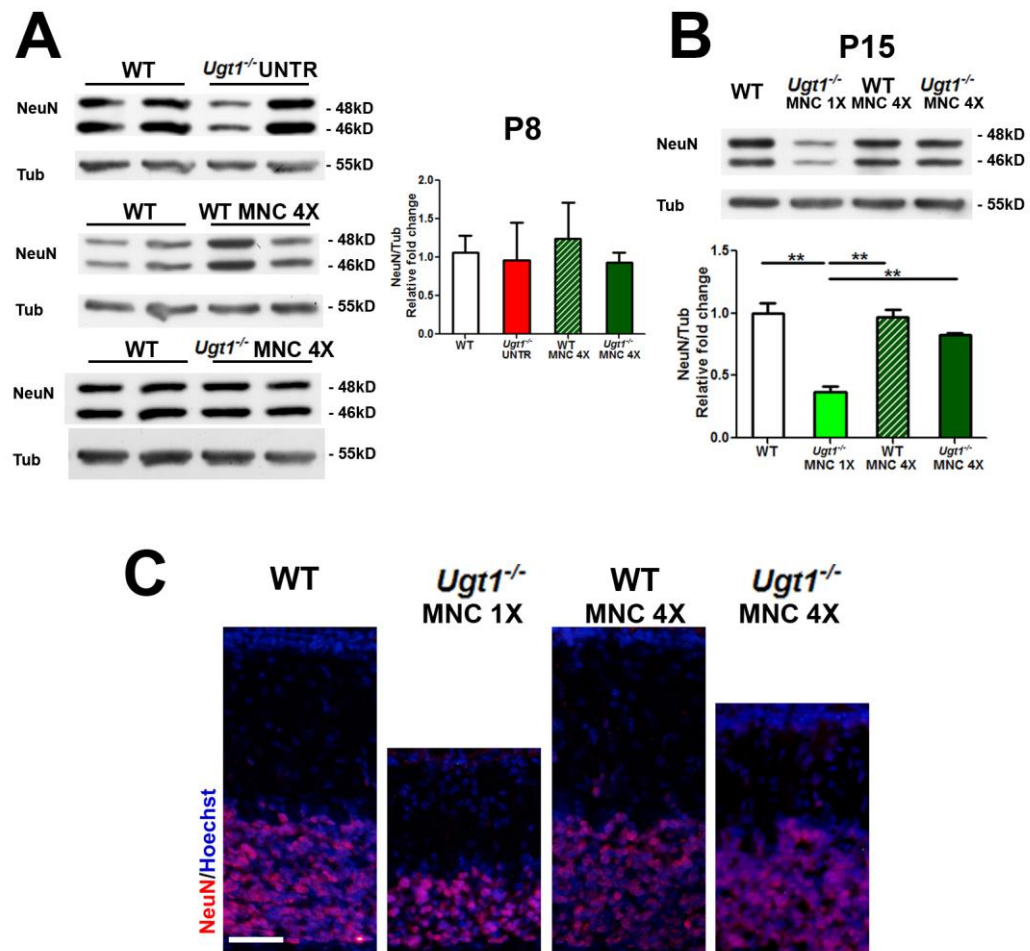 A
WT Ugt1-/- UNTR
NeuN - 48kD
- 46kD
Tub - 55kD
WT WT MNC 4X
NeuN - 48kD
- 46kD
Tub - 55kD
WT Ugt1-/- MNC 4X
NeuN - 48kD
- 46kD
Tub - 55kD
P8
NeuN/Tub
Relative fold change
2.0
1.5
1.0
0.5
0.0
WT Ugt1-/- UNTR WT MNC 4X Ugt1-/- MNC 4X
B
P15
WT Ugt1-/- WT Ugt1-/-
MNC 1X MNC 4X MNC 4X
NeuN - 48kD
- 46kD
Tub - 55kD
NeuN/Tub
Relative fold change
1.5
1.0
0.5
0.0
** **
**
WT Ugt1-/- WT Ugt1-/-
MNC 1X MNC 4X MNC 4X
C
WT Ugt1-/- WT Ugt1-/-
MNC 1X MNC 4X MNC 4X
NeuN/Hoechst